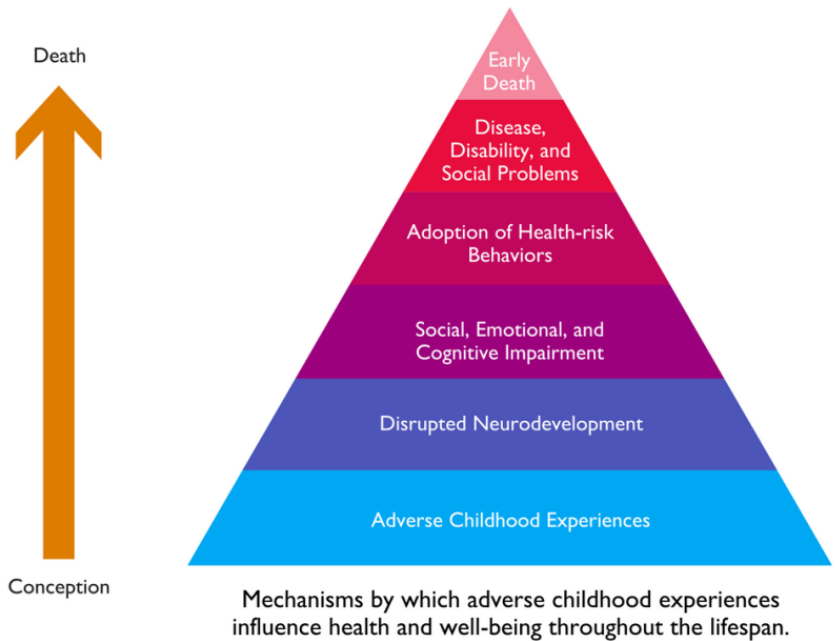 Death
Early
Death
Disease,
Disability, and
Social Problems
Adoption of Health-risk
Behaviors
Social, Emotional, and
Cognitive Impairment
Disrupted Neurodevelopment
Adverse Childhood Experiences
Conception
Mechanisms by which adverse childhood experiences
influence health and well-being throughout the lifespan.